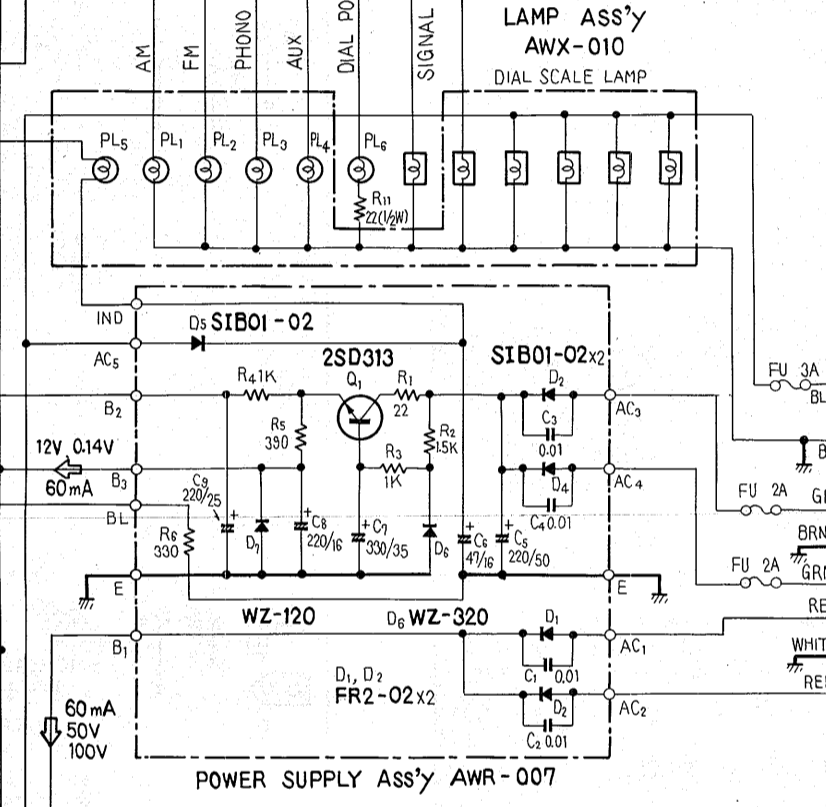 LAMP ASS'Y
AWX-010
DIAL SCALE LAMP
AM
FM
PHONO
AUX
DIAL PO
SIGNAL
PL5
PL1
PL2
PL3
PL4
PL6
R11
22(1/2W)
IND
D5 SIB01-02
AC5
2SD313
SIB01-02x2
FU 3A
BL
R4 1K
Q1
R1
22
D2
B2
AC3
R5
390
R2
1.5K
C3
0.01
12V 0.14V
60mA
B3
R3
1K
D4
AC4
C9
220/25
BL
R6
330
D7
C8
220/16
C7
330/35
D6
C6
47/16
C5
220/50
C4 0.01
FU 2A
BRN
FU 2A
GRN
E
E
WZ-120
D6 WZ-320
D1
RE
B1
AC1
WHIT
C1 0.01
D1, D2
FR2-02x2
D2
AC2
RE
C2 0.01
60mA
50V
100V
POWER SUPPLY ASS'Y AWR-007